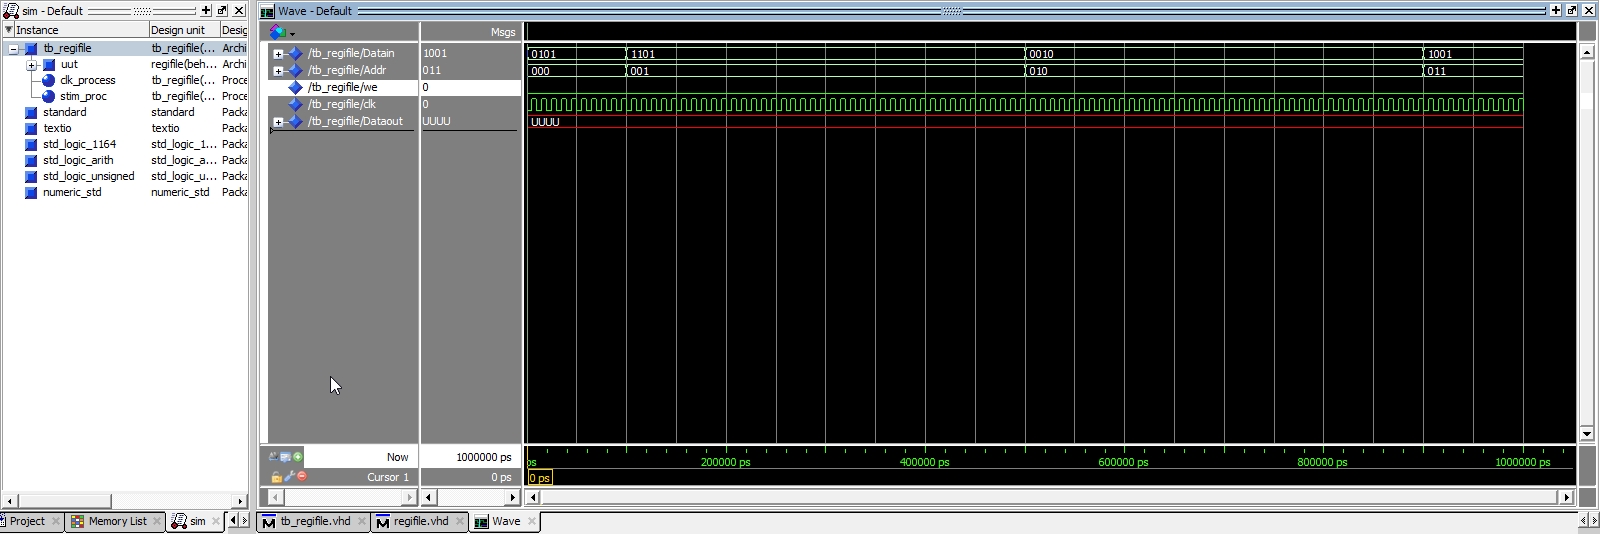 sim - Default
Instance Design unit Desig
tb_regifile tb_regifile(... Archi
uut regifile(beh... Archi
clk_process tb_regifile(... Proce
stim_proc tb_regifile(... Proce
standard standard Packa
textio textio Packa
std_logic_1164 std_logic_1... Packa
std_logic_arith std_logic_a... Packa
std_logic_unsigned std_logic_u... Packa
numeric_std numeric_std Packa
Project Memory List sim
Wave - Default
Msgs
/tb_regifile/Datain 1001 0101 1101 0010 1001
/tb_regifile/Addr 011 000 001 010 011
/tb_regifile/we 0
/tb_regifile/clk 0
/tb_regifile/Dataout UUUU UUUU
Now 1000000 ps ps 200000 ps 400000 ps 600000 ps 800000 ps 1000000 ps
Cursor 1 0 ps 0 ps
tb_regifile.vhd regifile.vhd Wave